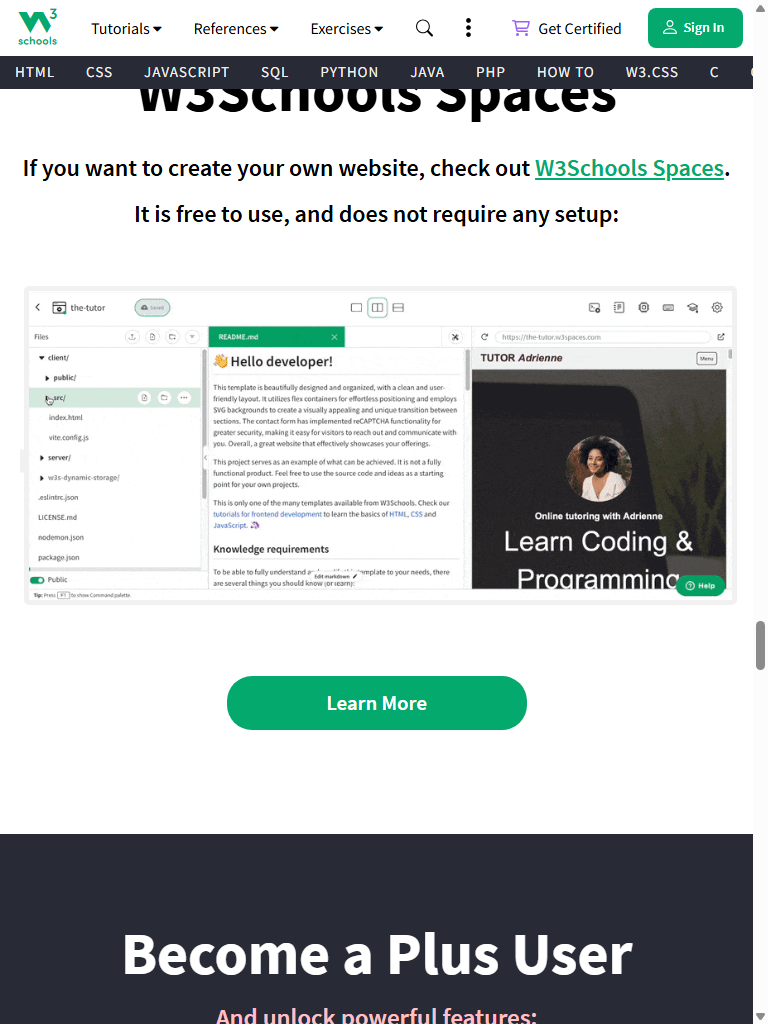 3
schools
Tutorials
References
Exercises
Get Certified
Sign In
HTML
CSS
JAVASCRIPT
SQL
PYTHON
JAVA
PHP
HOW TO
W3.CSS
C
W3Schools Spaces
If you want to create your own website, check out W3Schools Spaces.
It is free to use, and does not require any setup:
the-tutor
Saved
Files
README.md
https://the-tutor.w3spaces.com
client/
public/
src/
index.html
vite.config.js
server/
w3s-dynamic-storage/
.eslintrc.json
LICENSE.md
nodemon.json
package.json
Public
Tip: Press
to show Command palette.
Hello developer!
This template is beautifully designed and organized, with a clean and user-
friendly layout. It utilizes flex containers for effortless positioning and employs
SVG backgrounds to create a visually appealing and unique transition between
sections. The contact form has implemented reCAPTCHA functionality for
greater security, making it easy for visitors to reach out and communicate with
you. Overall, a great website that effectively showcases your offerings.
This project serves as an example of what can be achieved. It is not a fully
functional product. Feel free to use the source code and ideas as a starting
point for your own projects.
This is only one of the many templates available from W3Schools. Check our
tutorials for frontend development to learn the basics of HTML, CSS and
JavaScript.
Knowledge requirements
To be able to fully understand
template to your needs, there
Edit markdown
are several things you should know (or learn):
TUTOR Adrienne
Menu
Online tutoring with Adrienne
Learn Coding &
Programming
Help
Learn More
Become a Plus User
And unlock powerful features: